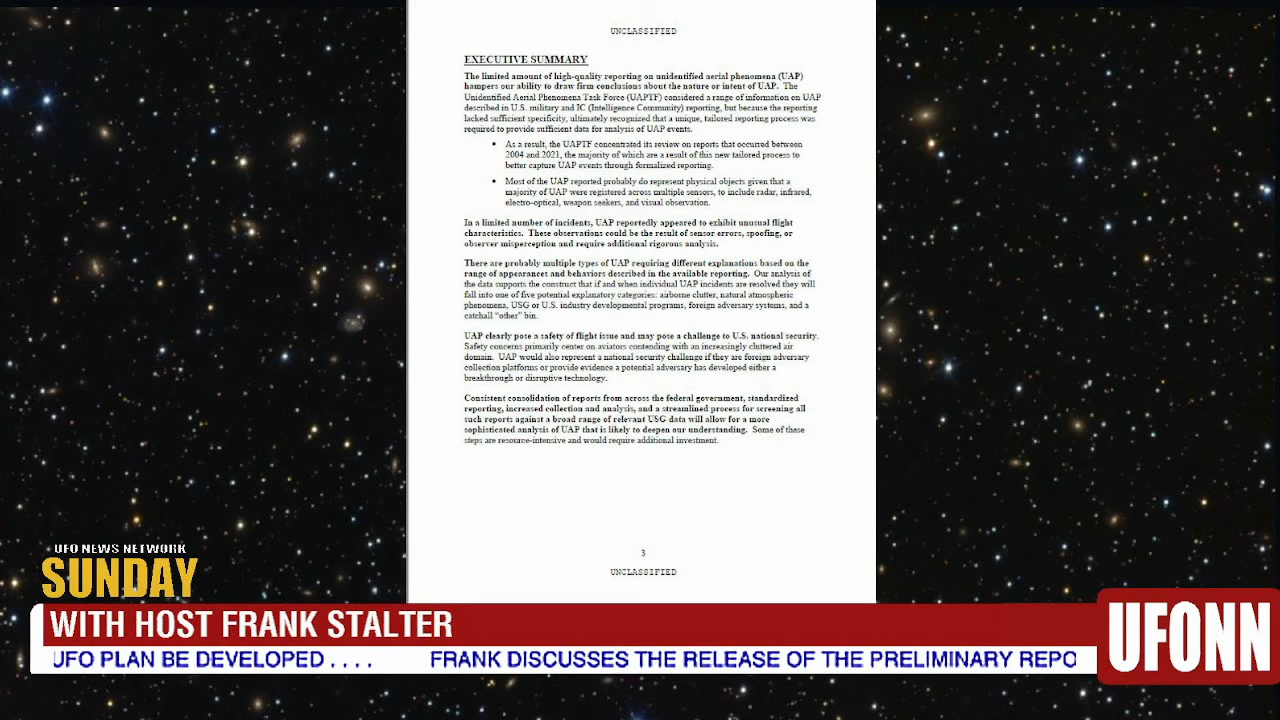 UNCLASSIFIED
EXECUTIVE SUMMARY
The limited amount of high-quality reporting on unidentified aerial phenomena (UAP)
hampers our ability to draw firm conclusions about the nature or intent of UAP. The
Unidentified Aerial Phenomena Task Force (UAPTF) considered a range of information on UAP
described in U.S. military and IC (Intelligence Community) reporting, but because the reporting
lacked sufficient specificity, ultimately recognized that a unique, tailored reporting process was
required to provide sufficient data for analysis of UAP events.
• As a result, the UAPTF concentrated its review on reports that occurred between
2004 and 2021, the majority of which are a result of this new tailored process to
better capture UAP events through formalized reporting.
• Most of the UAP reported probably do represent physical objects given that a
majority of UAP were registered across multiple sensors, to include radar, infrared,
electro-optical, weapon seekers, and visual observation.
In a limited number of incidents, UAP reportedly appeared to exhibit unusual flight
characteristics. These observations could be the result of sensor errors, spoofing, or
observer misperception and require additional rigorous analysis.
There are probably multiple types of UAP requiring different explanations based on the
range of appearances and behaviors described in the available reporting. Our analysis of
the data supports the construct that if and when individual UAP incidents are resolved they will
fall into one of five potential explanatory categories: airborne clutter, natural atmospheric
phenomena, USG or U.S. industry developmental programs, foreign adversary systems, and a
catchall “other” bin.
UAP clearly pose a safety of flight issue and may pose a challenge to U.S. national security.
Safety concerns primarily center on aviators contending with an increasingly cluttered air
domain. UAP would also represent a national security challenge if they are foreign adversary
collection platforms or provide evidence a potential adversary has developed either a
breakthrough or disruptive technology.
Consistent consolidation of reports from across the federal government, standardized
reporting, increased collection and analysis, and a streamlined process for screening all
such reports against a broad range of relevant USG data will allow for a more
sophisticated analysis of UAP that is likely to deepen our understanding. Some of these
steps are resource-intensive and would require additional investment.
3
UNCLASSIFIED
UFO NEWS NETWORK
SUNDAY
WITH HOST FRANK STALTER
UFONN
UFO PLAN BE DEVELOPED . . . . FRANK DISCUSSES THE RELEASE OF THE PRELIMINARY REPO